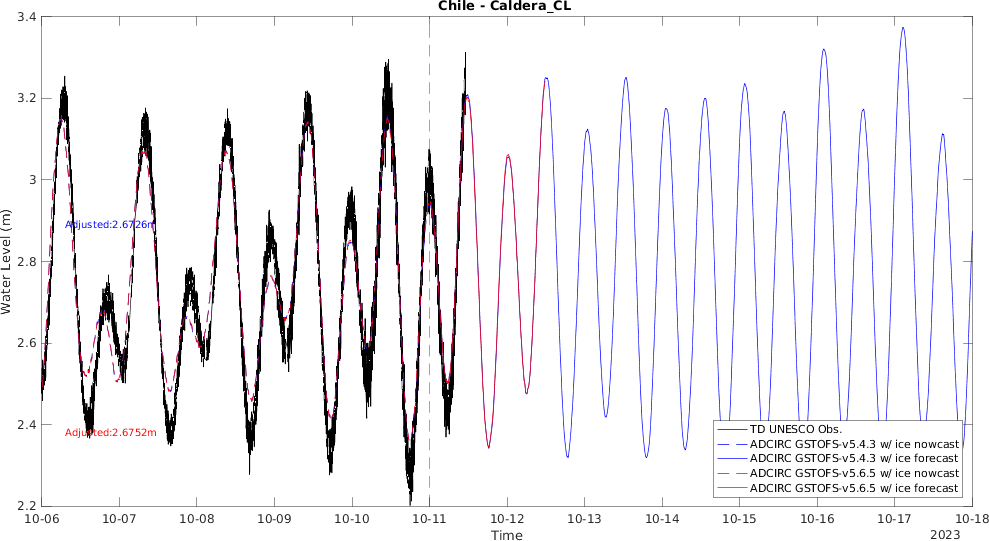 Chile - Caldera_CL
3.4
3.2
3
2.8
2.6
2.4
2.2
Water Level (m)
Adjusted:2.6726m
Adjusted:2.6752m
TD UNESCO Obs.
ADCIRC GSTOFS-v5.4.3 w/ ice nowcast
ADCIRC GSTOFS-v5.4.3 w/ ice forecast
ADCIRC GSTOFS-v5.6.5 w/ ice nowcast
ADCIRC GSTOFS-v5.6.5 w/ ice forecast
10-06 10-07 10-08 10-09 10-10 10-11 10-12 10-13 10-14 10-15 10-16 10-17 10-18
Time
2023